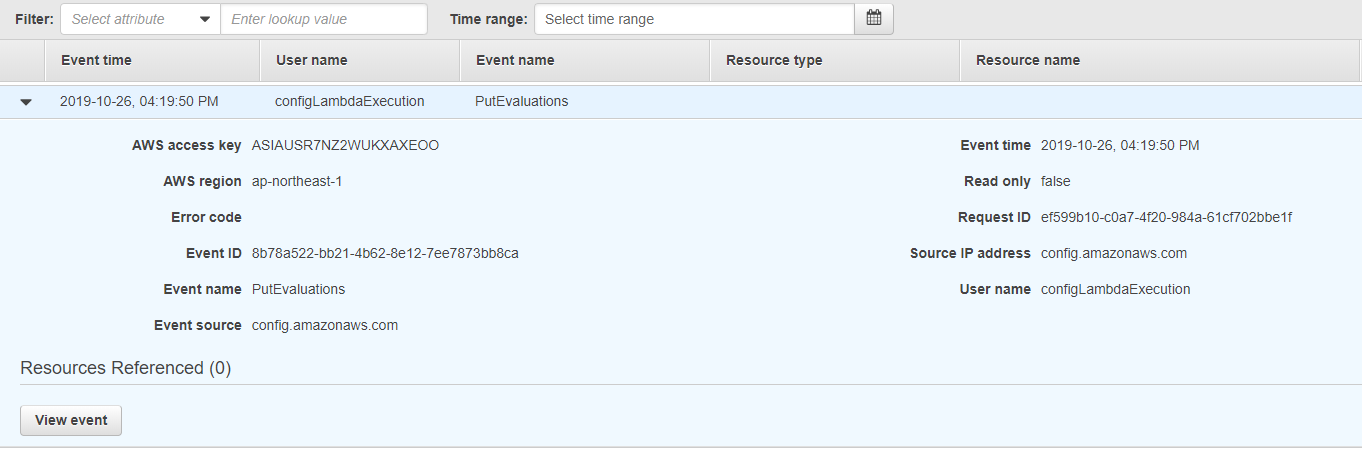 Filter: Select attribute Enter lookup value Time range: Select time range
Event time User name Event name Resource type Resource name
2019-10-26, 04:19:50 PM configLambdaExecution PutEvaluations
AWS access key ASIAUSR7NZ2WUKXAXEOO Event time 2019-10-26, 04:19:50 PM
AWS region ap-northeast-1 Read only false
Error code Request ID ef599b10-c0a7-4f20-984a-61cf702bbe1f
Event ID 8b78a522-bb21-4b62-8e12-7ee7873bb8ca Source IP address config.amazonaws.com
Event name PutEvaluations User name configLambdaExecution
Event source config.amazonaws.com
Resources Referenced (0)
View event